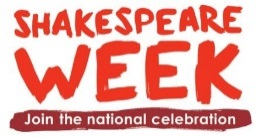 SHAKESPEARE
WEEK
Join the national celebration